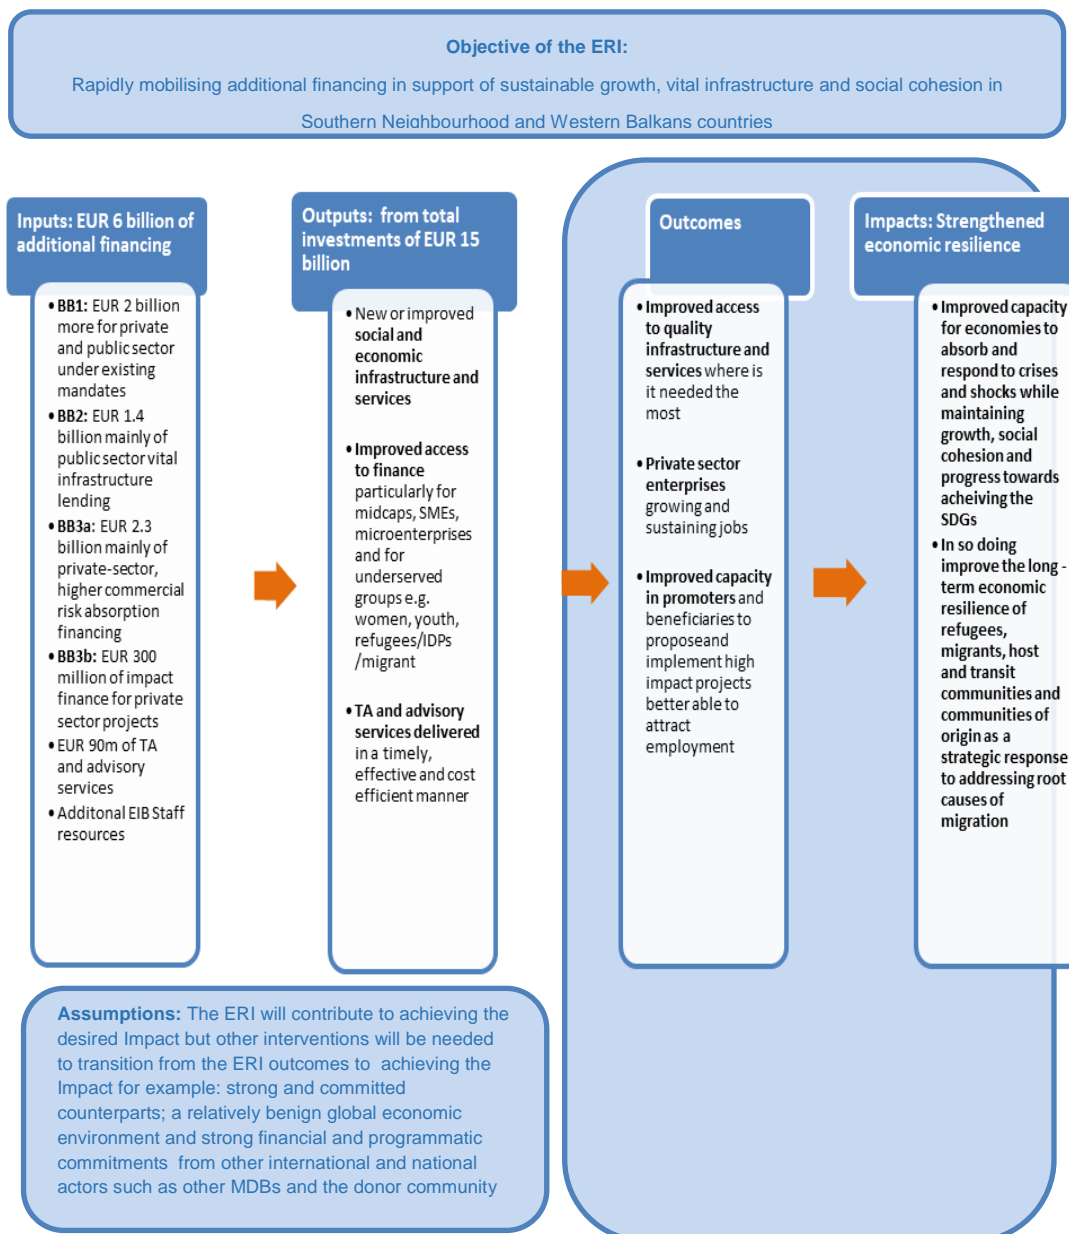 Objective of the ERI:
Rapidly mobilising additional financing in support of sustainable growth, vital infrastructure and social cohesion in
Southern Neighbourhood and Western Balkans countries
Inputs: EUR 6 billion of
additional financing
• BB1: EUR 2 billion
more for private
and public sector
under existing
mandates
• BB2: EUR 1.4
billion mainly of
public sector vital
infrastructure
lending
• BB3a: EUR 2.3
billion mainly of
private-sector,
higher commercial
risk absorption
financing
• BB3b: EUR 300
million of impact
finance for private
sector projects
• EUR 90m of TA
and advisory
services
• Additonal EIB Staff
resources
Outputs: from total
investments of EUR 15
billion
• New or improved
social and
economic
infrastructure and
services
• Improved access
to finance
particularly for
midcaps, SMEs,
microenterprises
and for
underserved
groups e.g.
women, youth,
refugees/IDPs
/migrant
• TA and advisory
services delivered
in a timely,
effective and cost
efficient manner
Outcomes
• Improved access
to quality
infrastructure and
services where is
it needed the
most
• Private sector
enterprises
growing and
sustaining jobs
• Improved capacity
in promoters and
beneficiaries to
proposeand
implement high
impact projects
better able to
attract
employment
Impacts: Strengthened
economic resilience
• Improved capacity
for economies to
absorb and
respond to crises
and shocks while
maintaining
growth, social
cohesion and
progress towards
acheiving the
SDGs
• In so doing
improve the long -
term economic
resilience of
refugees,
migrants, host
and transit
communities and
communities of
origin as a
strategic response
to addressing root
causes of
migration
Assumptions: The ERI will contribute to achieving the
desired Impact but other interventions will be needed
to transition from the ERI outcomes to achieving the
Impact for example: strong and committed
counterparts; a relatively benign global economic
environment and strong financial and programmatic
commitments from other international and national
actors such as other MDBs and the donor community